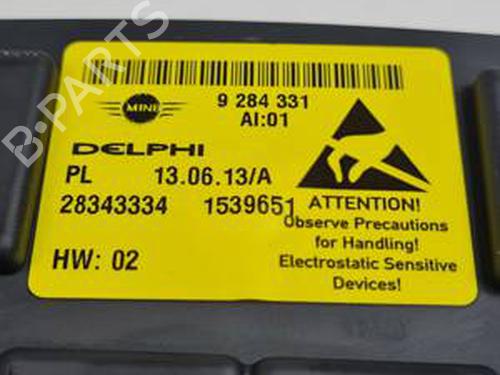 B-PARTS
MINI
9 284 331
AI:01
DELPHI
PL 13.06.13/A
28343334 1539651
HW: 02
ATTENTION!
Observe Precautions
for Handling!
Electrostatic Sensitive
Devices!